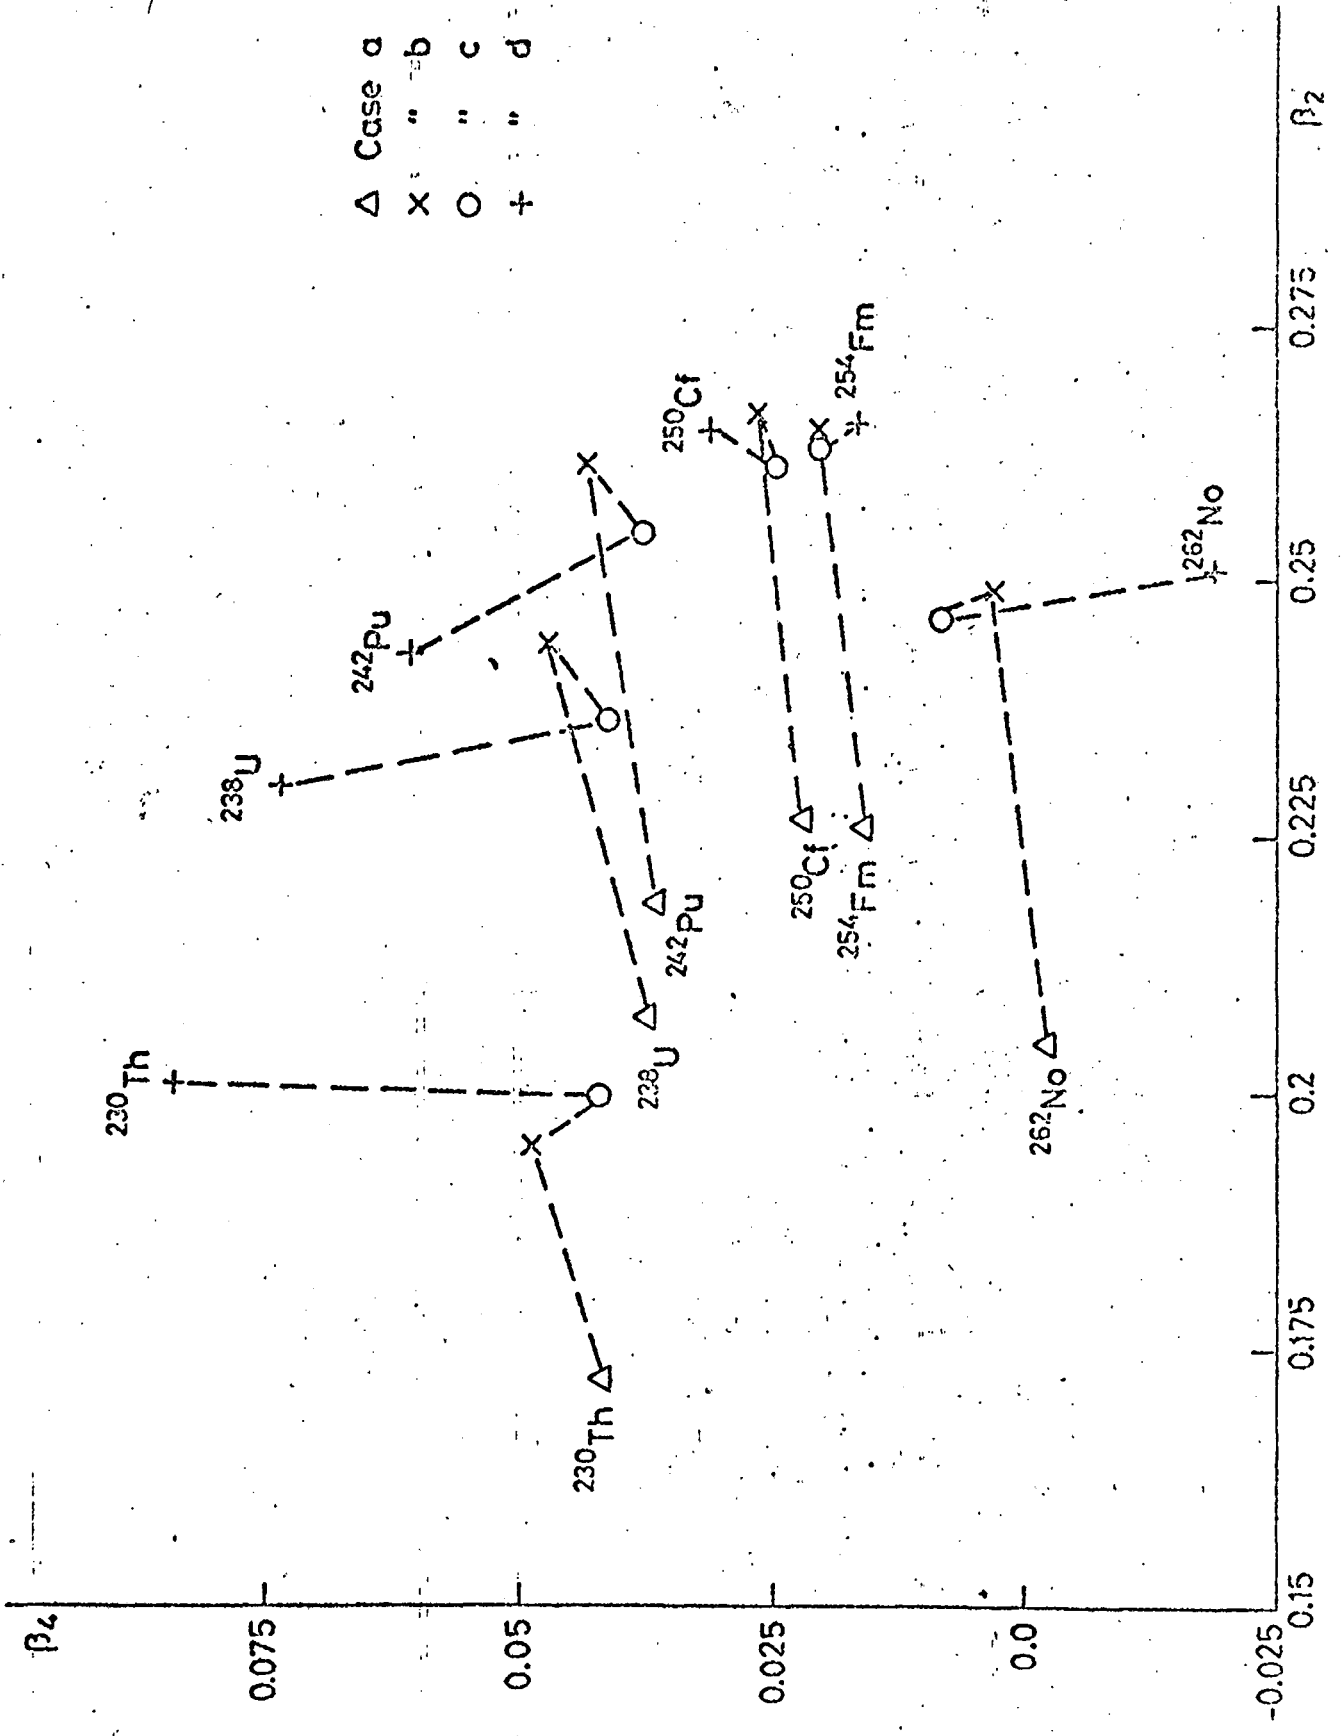 β₄
0.075
0.05
0.025
0.0
-0.025
0.15
0.175
0.2
0.225
0.25
0.275
β₂
△ Case a
× " b
○ " c
+ " d
²³⁰Th
²³⁸U
²⁴²Pu
²⁵⁰Cf
²⁵⁴Fm
²⁶²No
²³⁰Th
²³⁸U
²⁴²Pu
²⁵⁰Cf
²⁵⁴Fm
²⁶²No